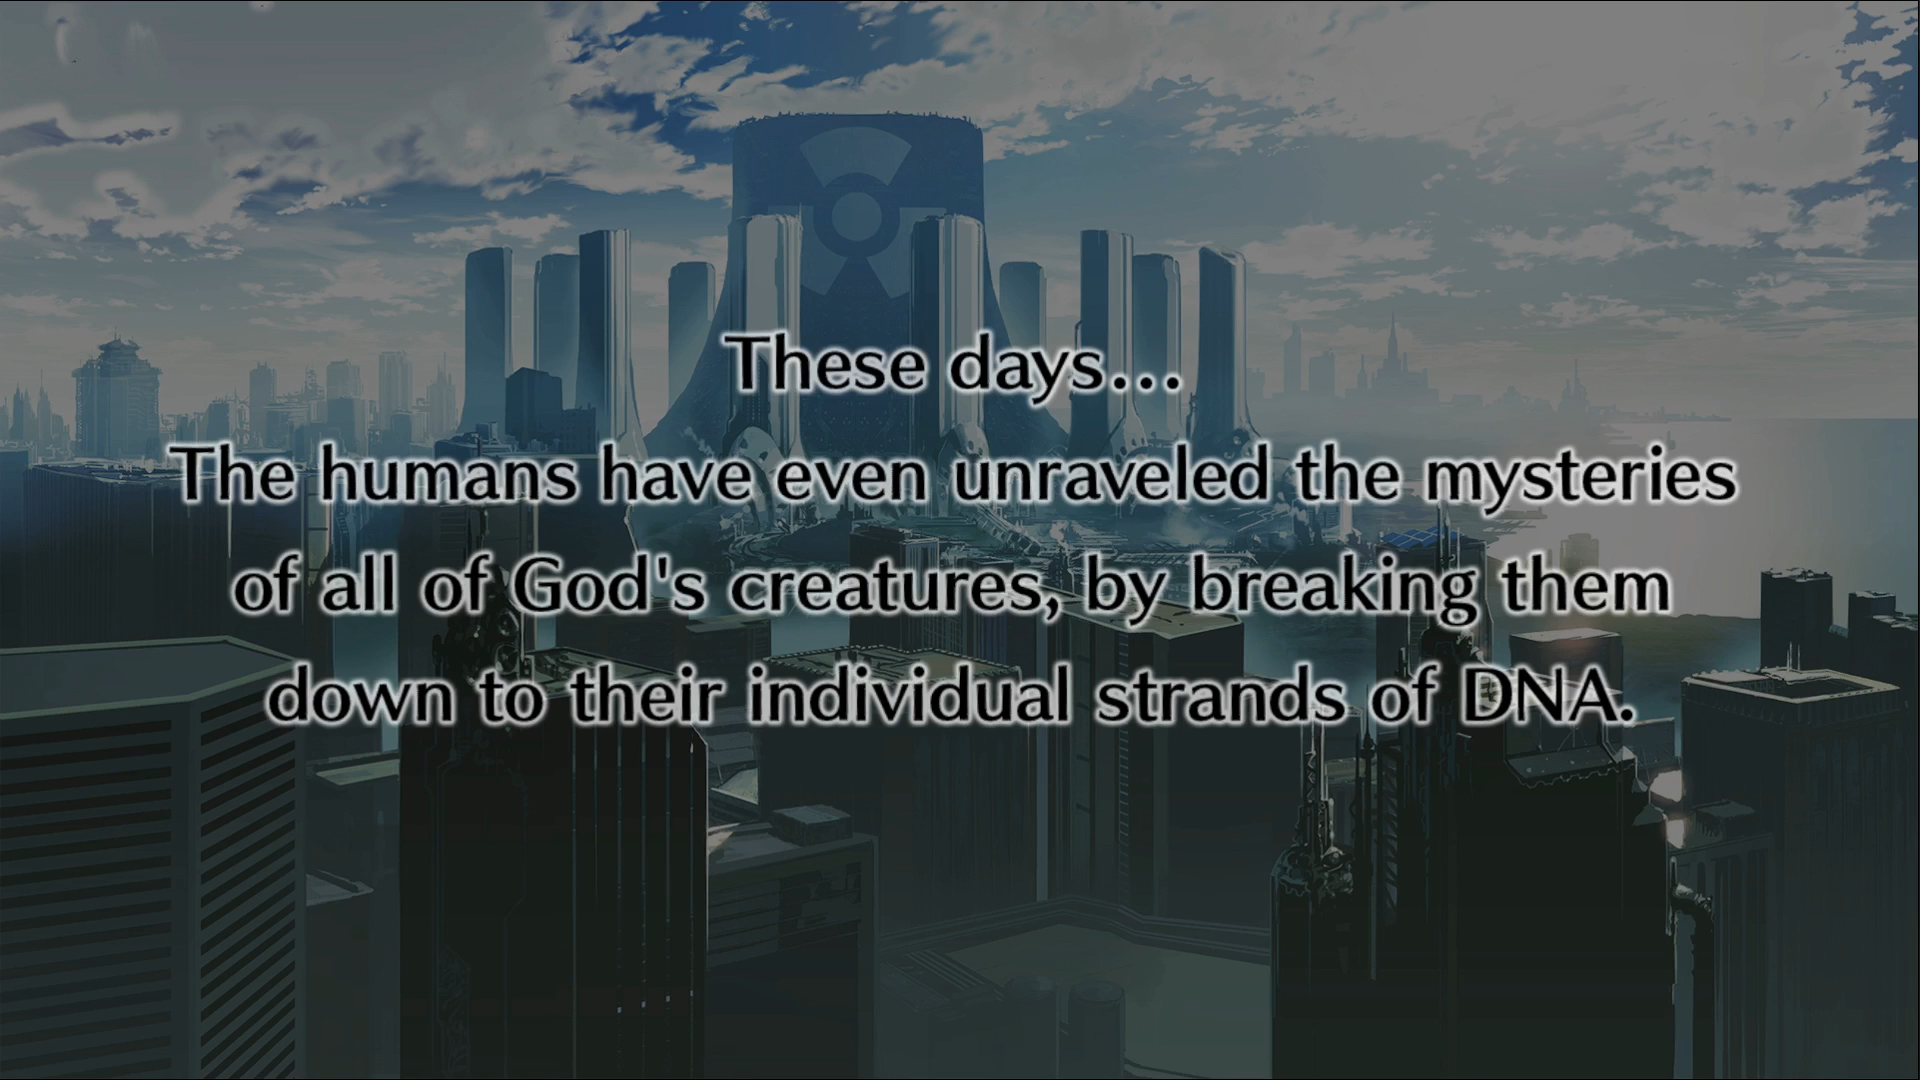 These days…
The humans have even unraveled the mysteries
of all of God's creatures, by breaking them
down to their individual strands of DNA.